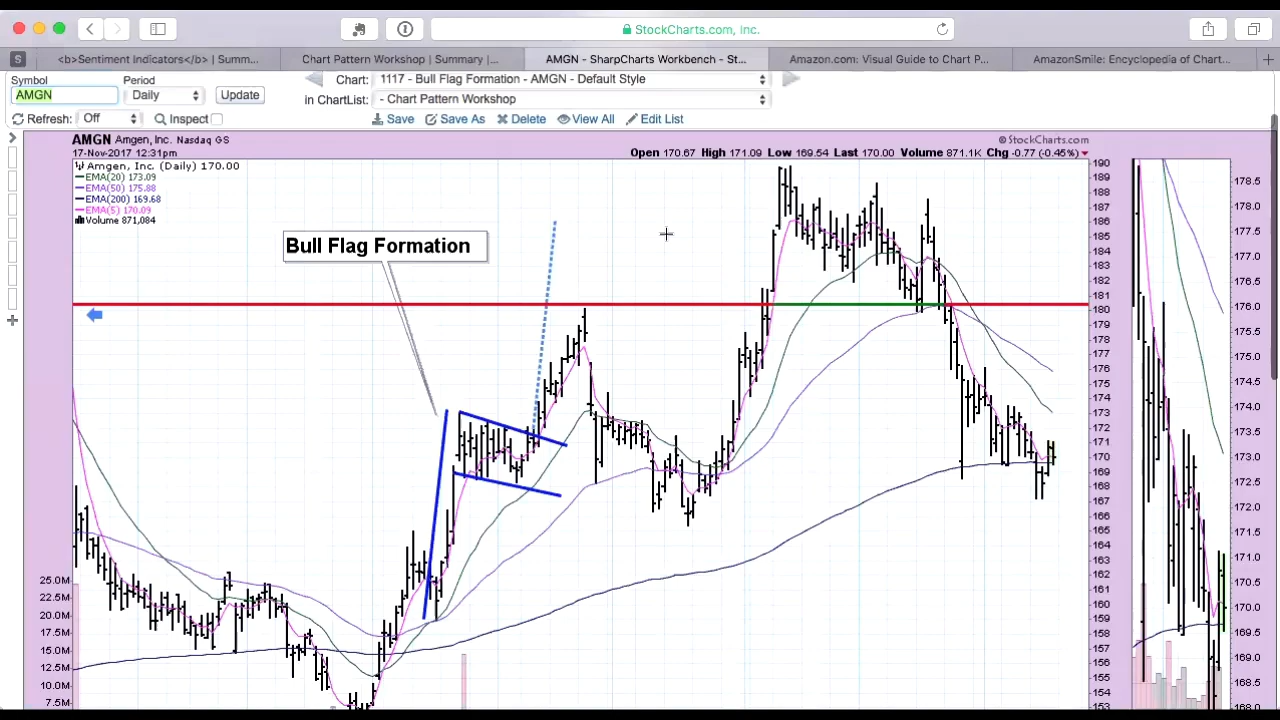 StockCharts.com, Inc.
S
<b>Sentiment Indicators</b> | Summ...
Chart Pattern Workshop | Summary |...
AMGN - SharpCharts Workbench - St...
Amazon.com: Visual Guide to Chart P...
AmazonSmile: Encyclopedia of Chart...
Symbol
Period
Chart: 1117 - Bull Flag Formation - AMGN - Default Style
AMGN
Daily
Update
in ChartList: - Chart Pattern Workshop
Refresh: Off
Inspect
Save
Save As
Delete
View All
Edit List
AMGN Amgen, Inc. Nasdaq GS
© StockCharts.com
17-Nov-2017 12:31pm
Open 170.67 High 171.09 Low 169.54 Last 170.00 Volume 871.1K Chg -0.77 (-0.45%)
Amgen, Inc. (Daily) 170.00
EMA(20) 173.09
EMA(50) 175.88
EMA(200) 169.68
EMA(5) 170.09
Volume 871,084
Bull Flag Formation
190
189
188
187
186
185
184
183
182
181
180
179
178
177
176
175
174
173
172
171
170
169
168
167
166
165
164
163
162
161
160
159
158
157
156
155
154
153
25.0M
22.5M
20.0M
17.5M
15.0M
12.5M
10.0M
7.5M
178.5
178.0
177.5
177.0
176.5
176.0
175.5
175.0
174.5
174.0
173.5
173.0
172.5
172.0
171.5
171.0
170.5
170.0
169.5
169.0
168.5
168.0